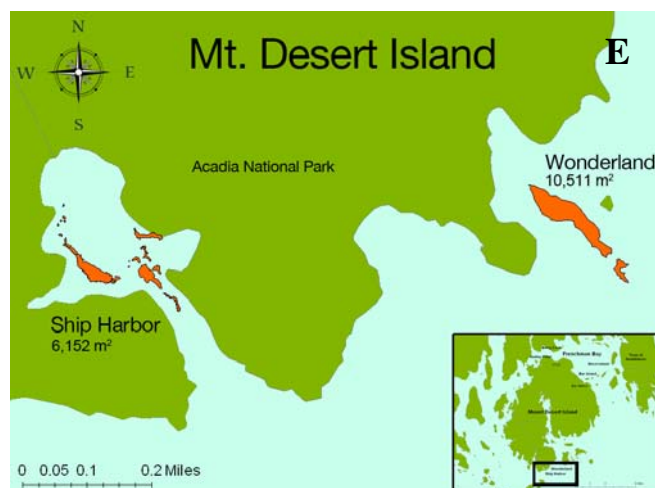 N
W E
S
Mt. Desert Island
E
Acadia National Park
Wonderland
10,511 m²
Ship Harbor
6,152 m²
Frenchman Bay
Mount Desert Island
Wonderland
Ship Harbor
0 0.05 0.1 0.2 Miles